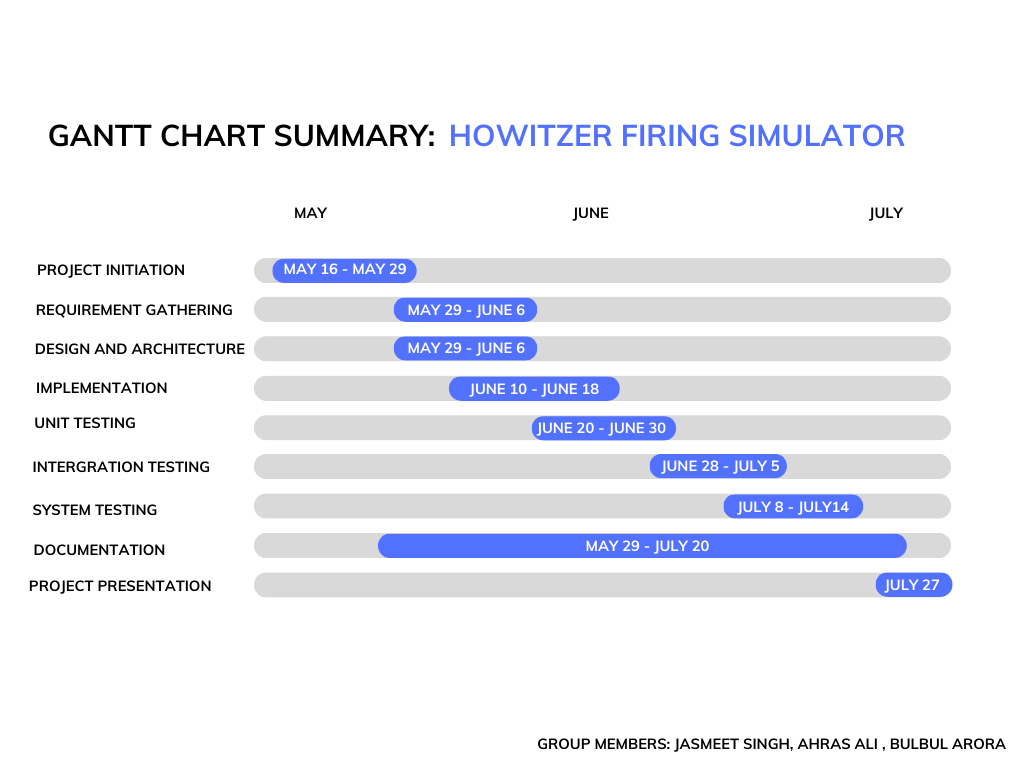 GANTT CHART SUMMARY: HOWITZER FIRING SIMULATOR
MAY JUNE JULY
PROJECT INITIATION MAY 16 - MAY 29
REQUIREMENT GATHERING MAY 29 - JUNE 6
DESIGN AND ARCHITECTURE MAY 29 - JUNE 6
IMPLEMENTATION JUNE 10 - JUNE 18
UNIT TESTING JUNE 20 - JUNE 30
INTERGRATION TESTING JUNE 28 - JULY 5
SYSTEM TESTING JULY 8 - JULY14
DOCUMENTATION MAY 29 - JULY 20
PROJECT PRESENTATION JULY 27
GROUP MEMBERS: JASMEET SINGH, AHRAS ALI , BULBUL ARORA